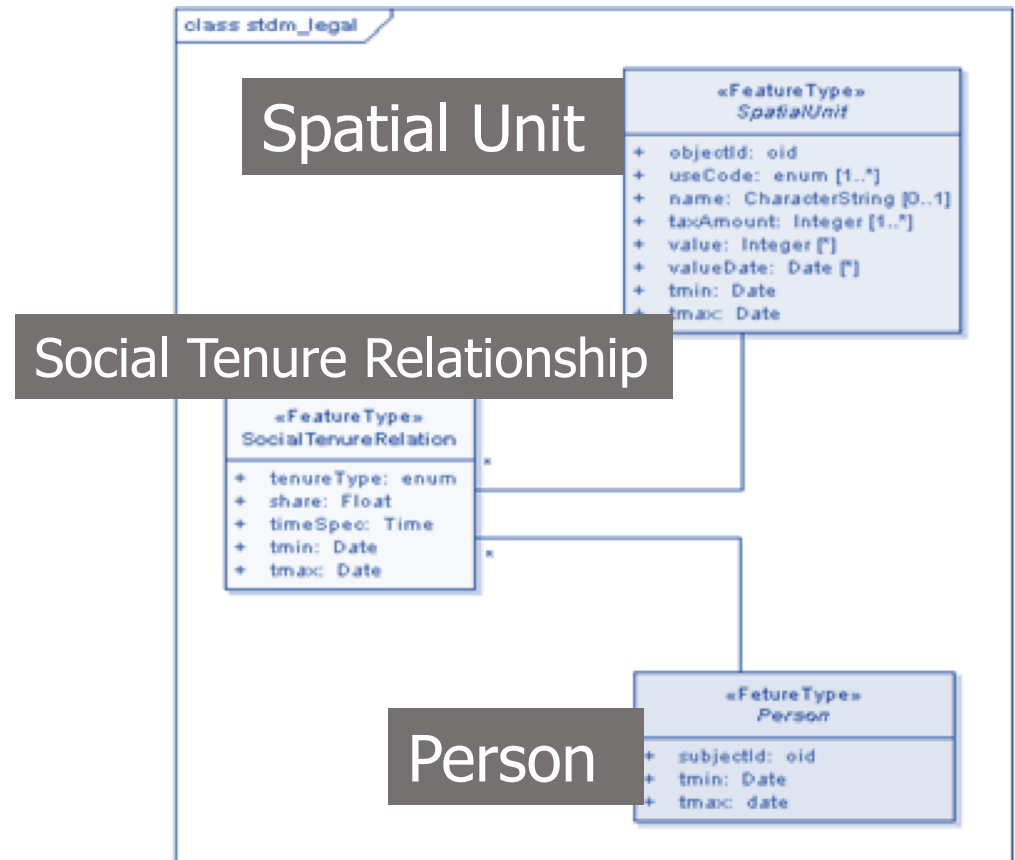 class stdm_legal
Spatial Unit
«FeatureType»
SpatialUnit
+ objectId: oid
+ useCode: enum [1..*]
+ name: CharacterString [0..1]
+ taxAmount: Integer [1..*]
+ value: Integer [*]
+ valueDate: Date [*]
+ tmin: Date
+ tmax: Date
Social Tenure Relationship
«FeatureType»
SocialTenureRelation
+ tenureType: enum
+ share: Float
+ timeSpec: Time
+ tmin: Date
+ tmax: Date
*
*
«FetureType»
Person
Person
+ subjectId: oid
+ tmin: Date
+ tmax: date